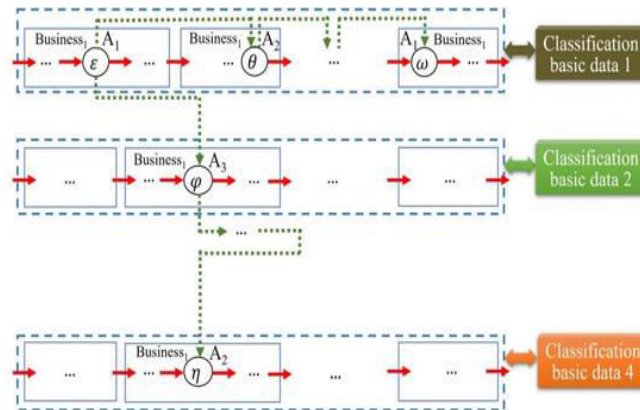 Business₁ A₁ Business₁ A₂ A₁ Business₁
... ε ... ... θ ... ... ω ...
Classification
basic data 1
Business₁ A₃
... ... φ ... ... ...
Classification
basic data 2
...
Business₁ A₂
... ... η ... ... ...
Classification
basic data 4